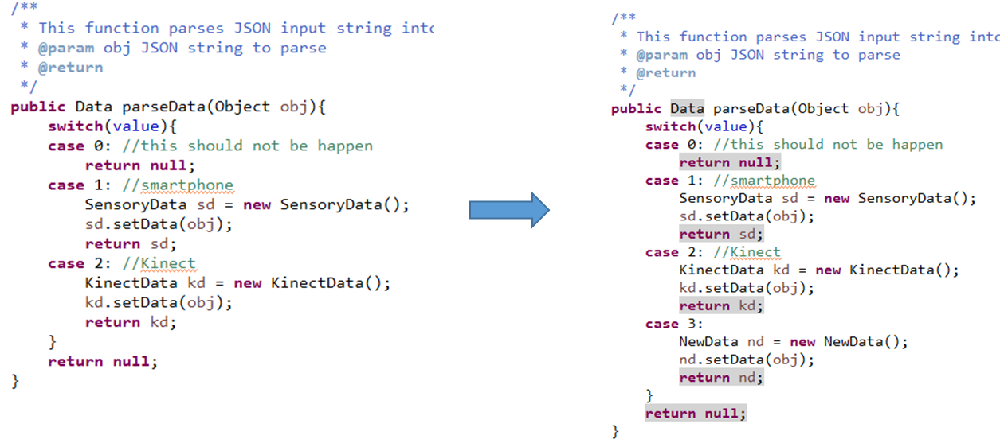 /**
 * This function parses JSON input string into
 * @param obj JSON string to parse
 * @return
 */
public Data parseData(Object obj){
    switch(value){
    case 0: //this should not be happen
        return null;
    case 1: //smartphone
        SensoryData sd = new SensoryData();
        sd.setData(obj);
        return sd;
    case 2: //Kinect
        KinectData kd = new KinectData();
        kd.setData(obj);
        return kd;
    }
    return null;
}
/**
 * This function parses JSON input string into
 * @param obj JSON string to parse
 * @return
 */
public Data parseData(Object obj){
    switch(value){
    case 0: //this should not be happen
        return null;
    case 1: //smartphone
        SensoryData sd = new SensoryData();
        sd.setData(obj);
        return sd;
    case 2: //Kinect
        KinectData kd = new KinectData();
        kd.setData(obj);
        return kd;
    case 3:
        NewData nd = new NewData();
        nd.setData(obj);
        return nd;
    }
    return null;
}